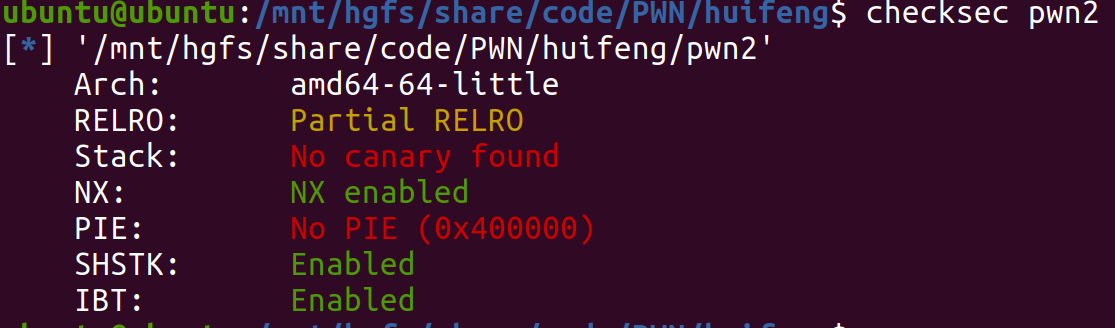 ubuntu@ubuntu:/mnt/hgfs/share/code/PWN/huifeng$ checksec pwn2
[*] '/mnt/hgfs/share/code/PWN/huifeng/pwn2'
    Arch:       amd64-64-little
    RELRO:      Partial RELRO
    Stack:      No canary found
    NX:         NX enabled
    PIE:        No PIE (0x400000)
    SHSTK:      Enabled
    IBT:        Enabled